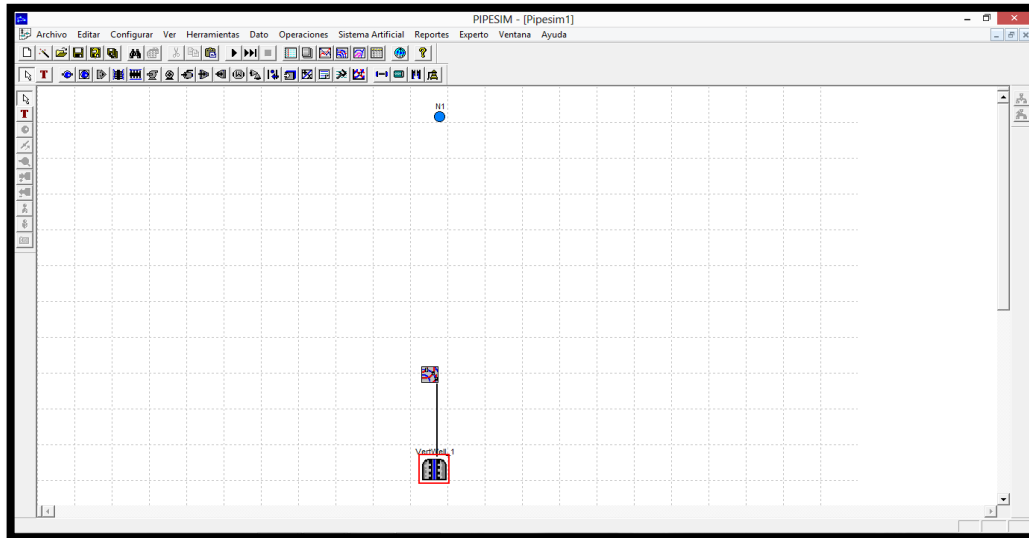 PIPESIM - [Pipesim1]
Archivo Editar Configurar Ver Herramientas Dato Operaciones Sistema Artificial Reportes Experto Ventana Ayuda
T
T
N1
VertWell_1